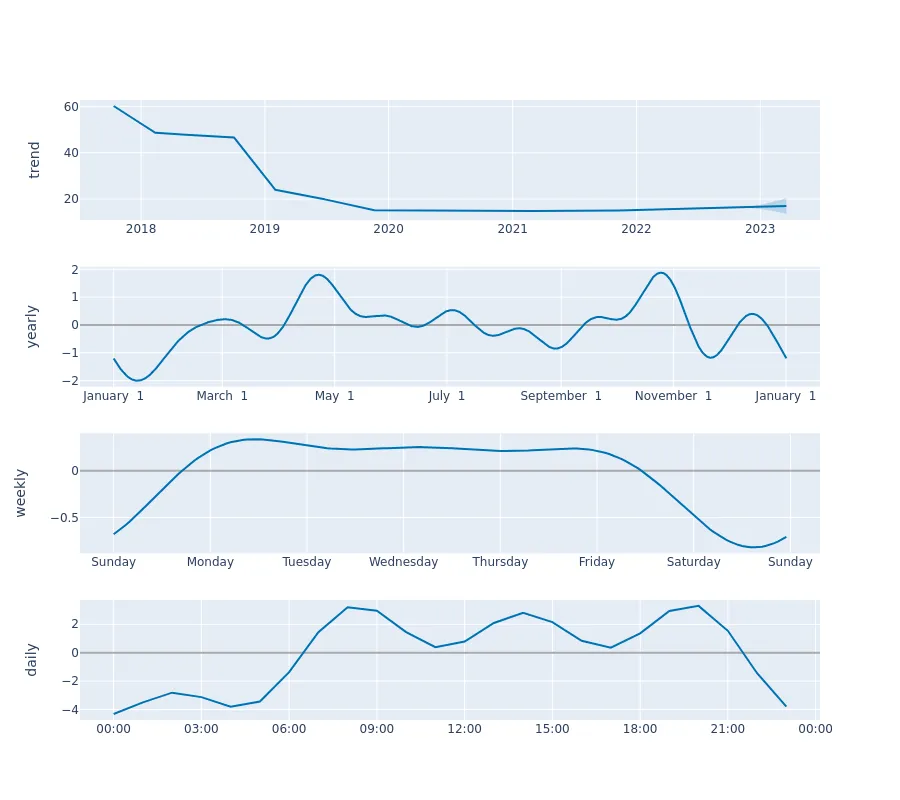 trend
60
40
20
2018 2019 2020 2021 2022 2023
yearly
2
1
0
−1
−2
January 1 March 1 May 1 July 1 September 1 November 1 January 1
weekly
0
−0.5
Sunday Monday Tuesday Wednesday Thursday Friday Saturday Sunday
daily
2
0
−2
−4
00:00 03:00 06:00 09:00 12:00 15:00 18:00 21:00 00:00